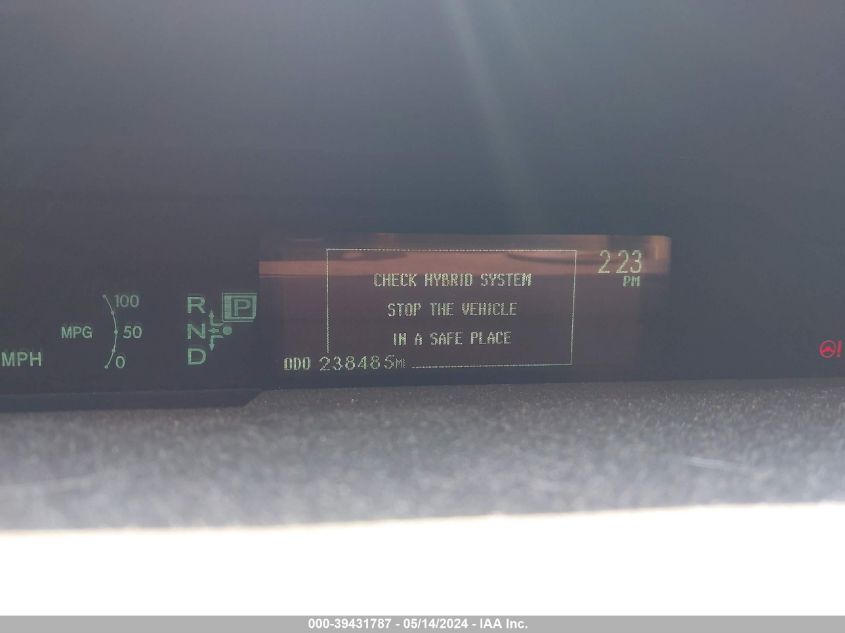 2:23
PM
CHECK HYBRID SYSTEM
STOP THE VEHICLE
IN A SAFE PLACE
ODO 238485MI
100
MPG 50
0
MPH
R
P
N
D
000-39431787 - 05/14/2024 - IAA Inc.